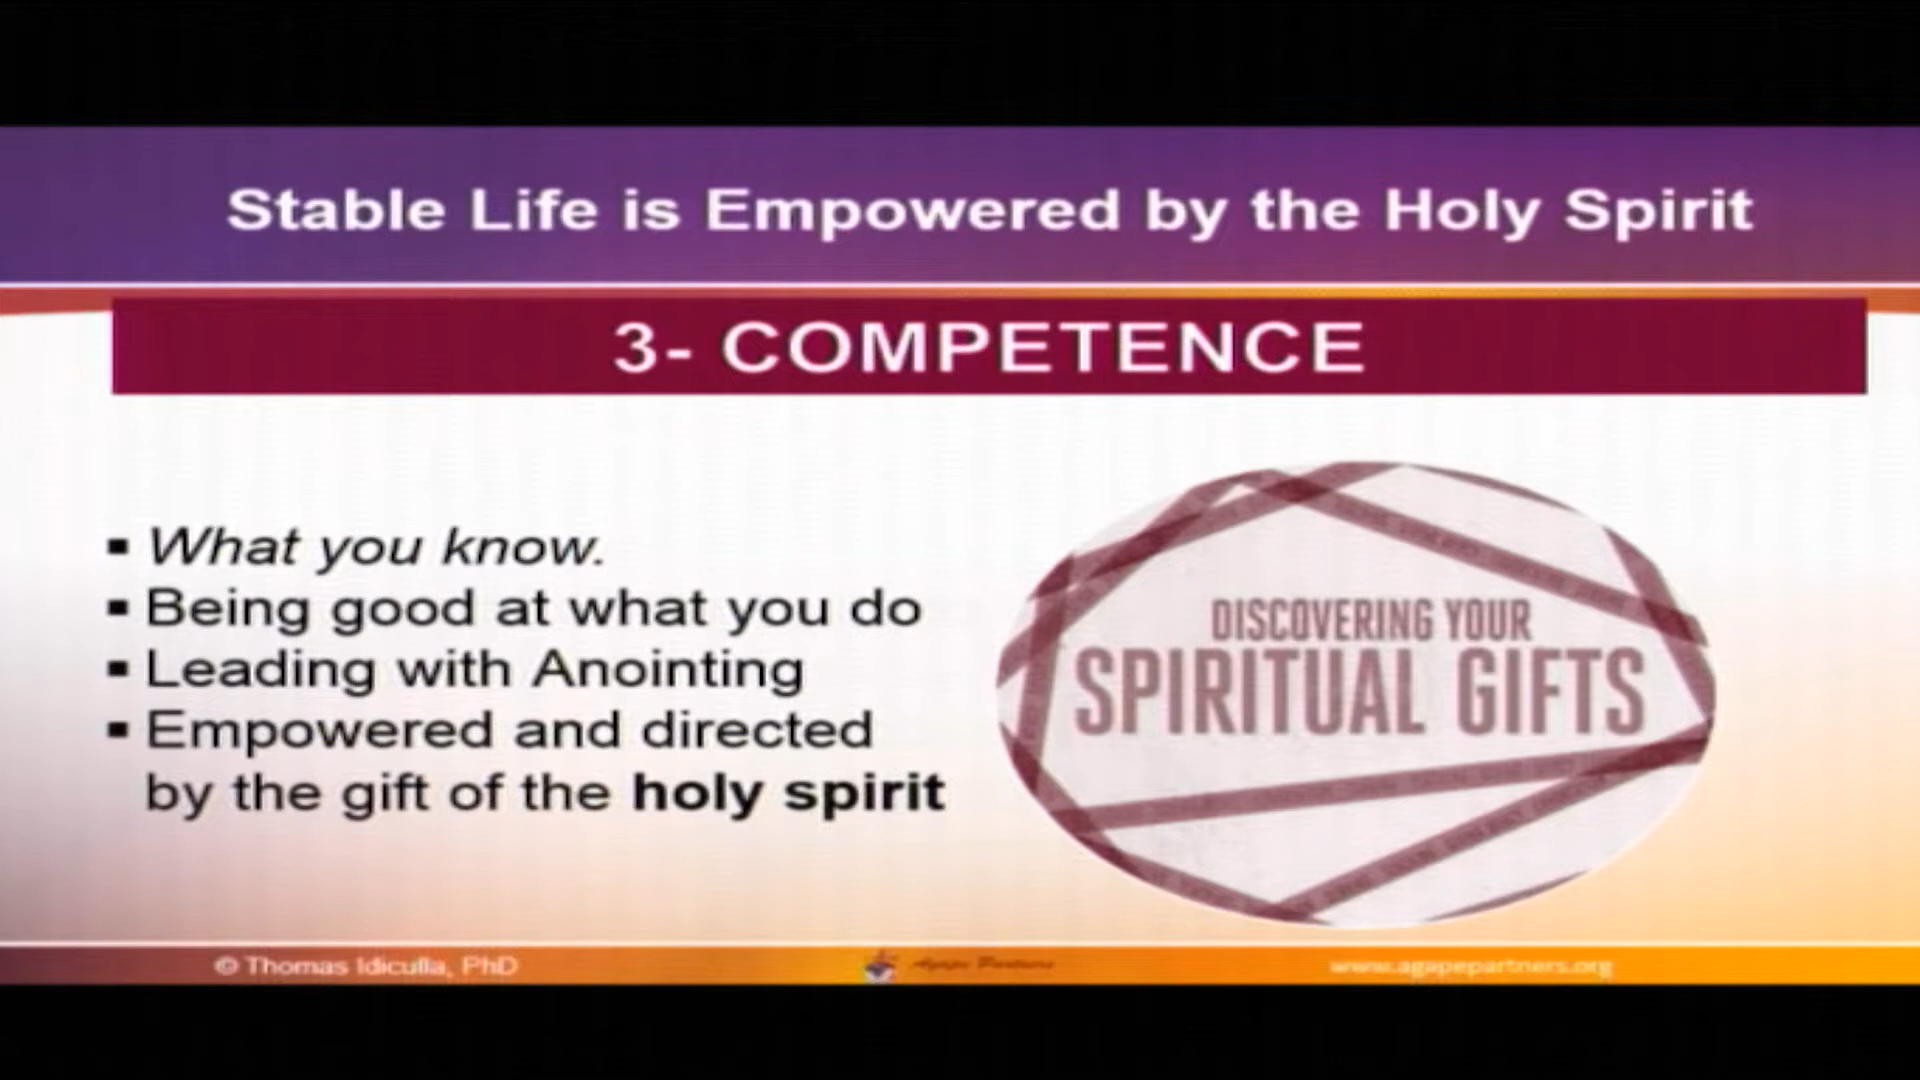 Stable Life is Empowered by the Holy Spirit
3- COMPETENCE
▪ What you know.
▪ Being good at what you do
▪ Leading with Anointing
▪ Empowered and directed
by the gift of the holy spirit
DISCOVERING YOUR
SPIRITUAL GIFTS
© Thomas Idiculla, PhD
Agape Partners
www.agapepartners.org